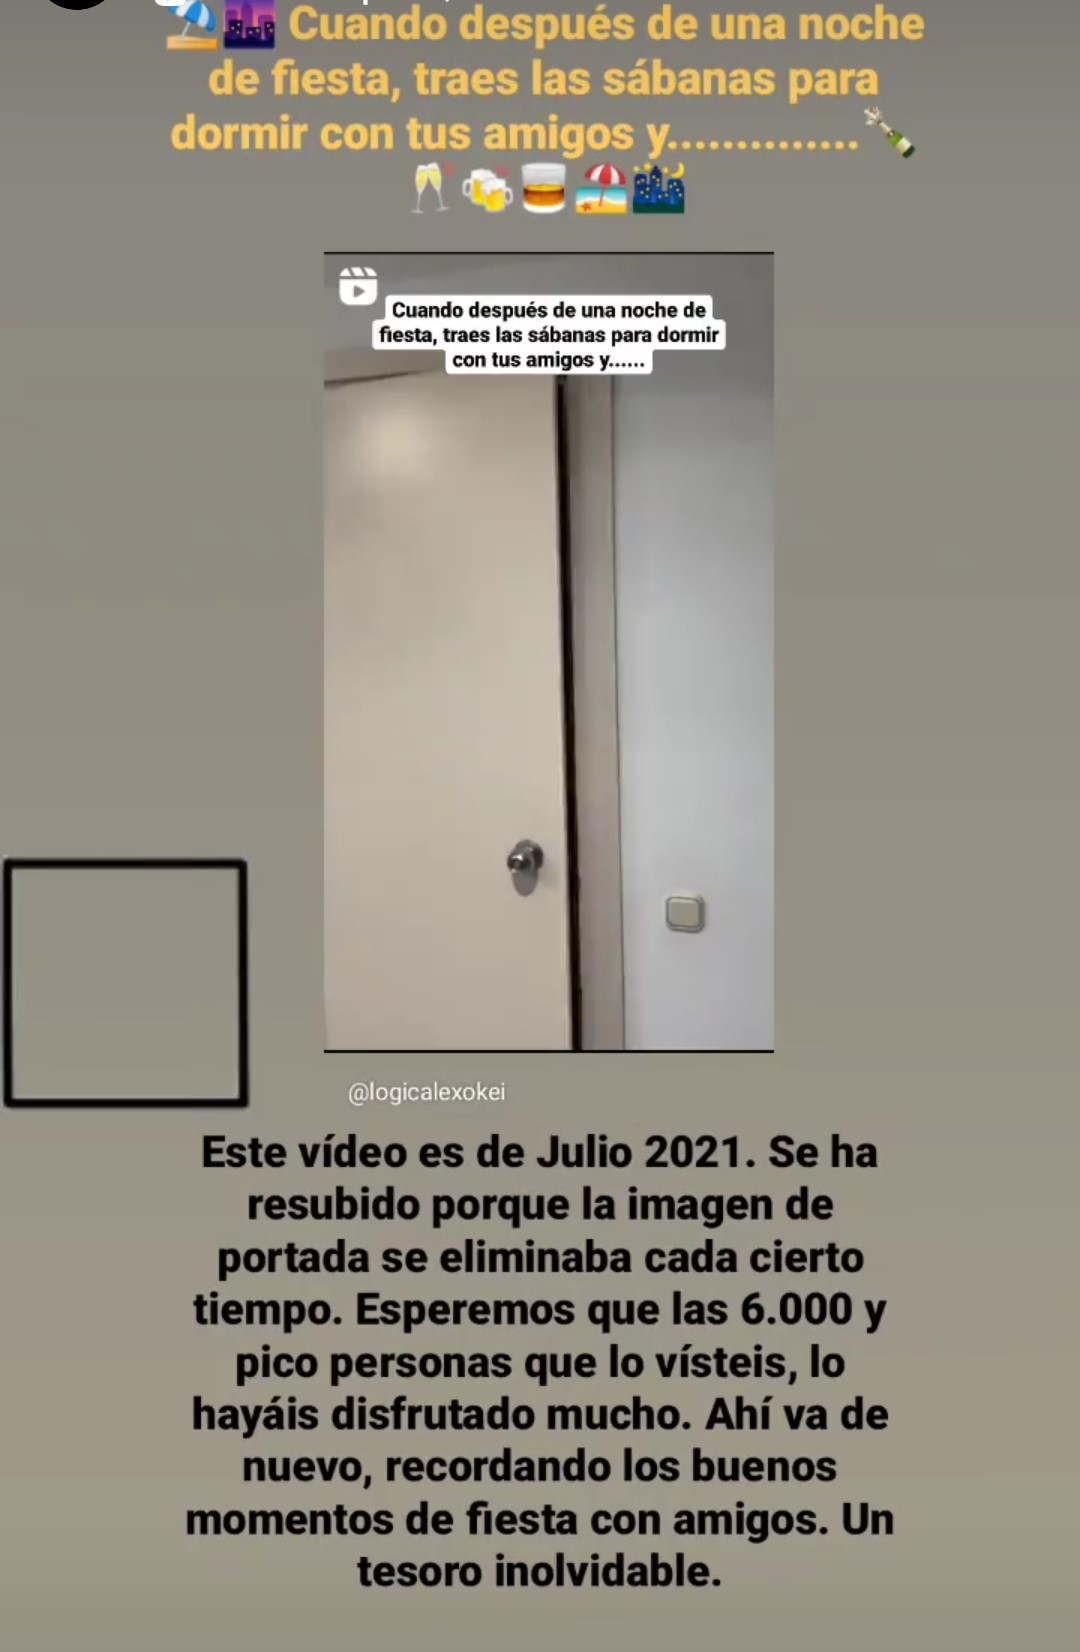 Cuando después de una noche
de fiesta, traes las sábanas para
dormir con tus amigos y..............
Cuando después de una noche de
fiesta, traes las sábanas para dormir
con tus amigos y......
@logicalexokei
Este vídeo es de Julio 2021. Se ha
resubido porque la imagen de
portada se eliminaba cada cierto
tiempo. Esperemos que las 6.000 y
pico personas que lo vísteis, lo
hayáis disfrutado mucho. Ahí va de
nuevo, recordando los buenos
momentos de fiesta con amigos. Un
tesoro inolvidable.